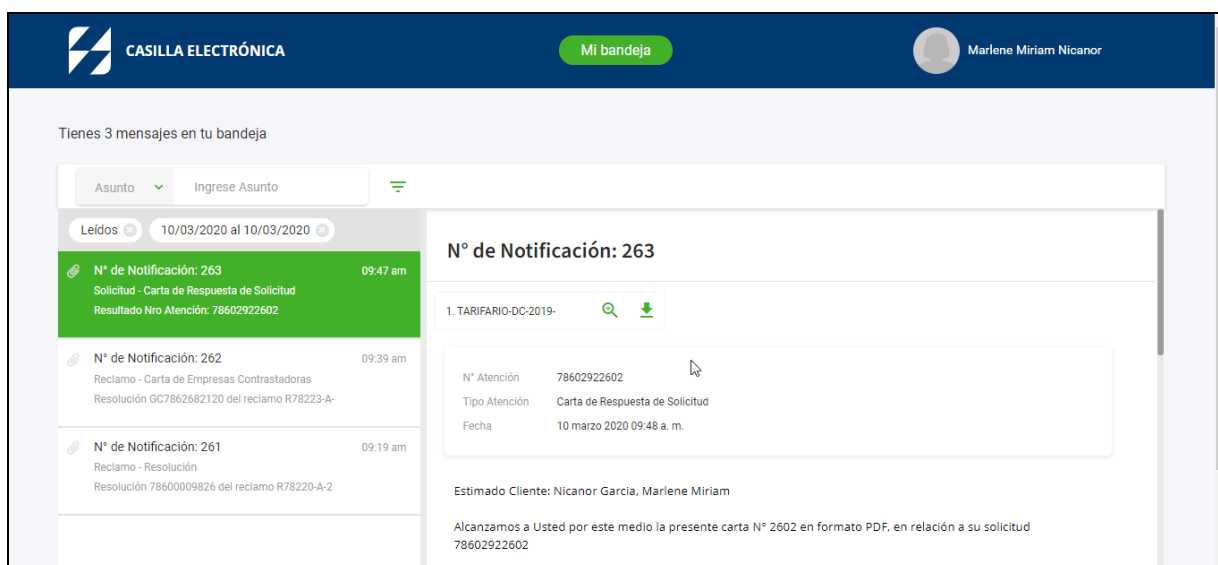 CASILLA ELECTRÓNICA
Mi bandeja
Marlene Miriam Nicanor
Tienes 3 mensajes en tu bandeja
Asunto
Ingrese Asunto
Leídos
10/03/2020 al 10/03/2020
N° de Notificación: 263
09:47 am
Solicitud - Carta de Respuesta de Solicitud
Resultado Nro Atención: 78602922602
N° de Notificación: 262
09:39 am
Reclamo - Carta de Empresas Contrastadoras
Resolución GC7862682120 del reclamo R78223-A-
N° de Notificación: 261
09:19 am
Reclamo - Resolución
Resolución 78600009826 del reclamo R78220-A-2
N° de Notificación: 263
1. TARIFARIO-DC-2019-
N° Atención 78602922602
Tipo Atención Carta de Respuesta de Solicitud
Fecha 10 marzo 2020 09:48 a. m.
Estimado Cliente: Nicanor Garcia, Marlene Miriam
Alcanzamos a Usted por este medio la presente carta N° 2602 en formato PDF, en relación a su solicitud
78602922602